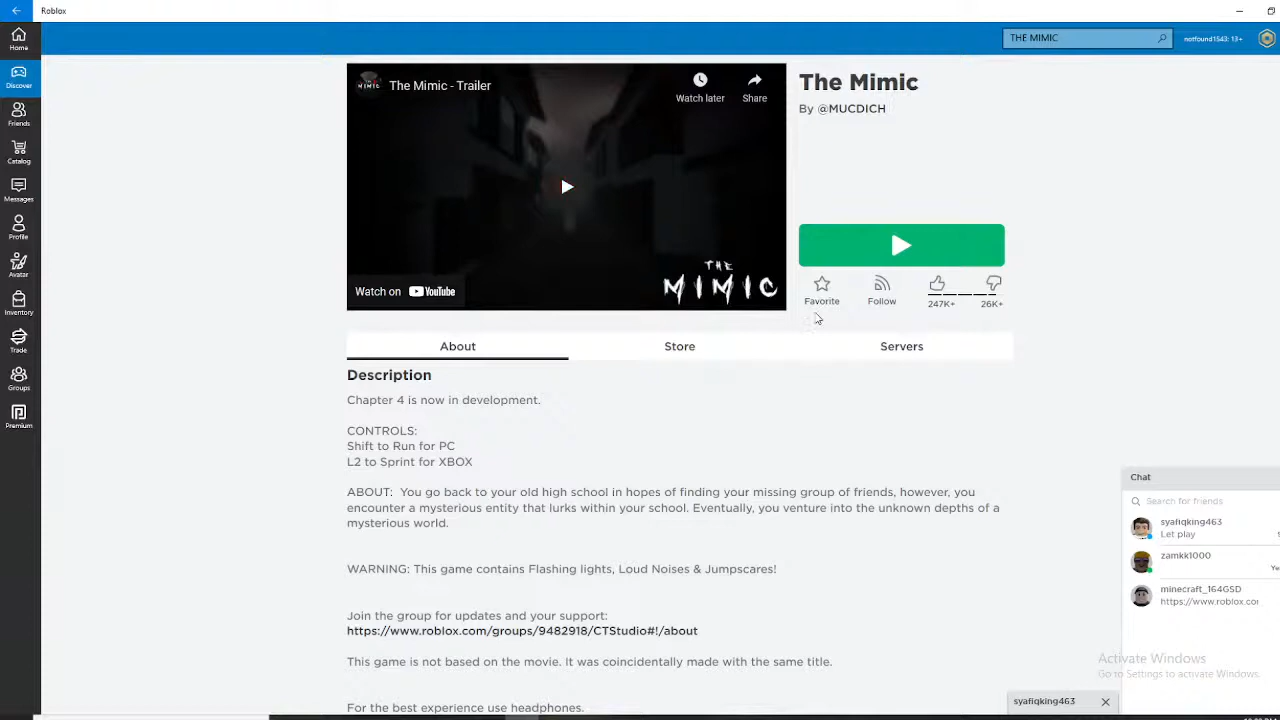 Roblox
THE MIMIC
notfound1543: 13+
Home
Discover
Friends
Catalog
Messages
Profile
Avatar
Inventory
Trade
Groups
Premium
The Mimic - Trailer
Watch later
Share
THE
MIMIC
Watch on YouTube
The Mimic
By @MUCDICH
Favorite
Follow
247K+
26K+
About
Store
Servers
Description
Chapter 4 is now in development.
CONTROLS:
Shift to Run for PC
L2 to Sprint for XBOX
ABOUT: You go back to your old high school in hopes of finding your missing group of friends, however, you
encounter a mysterious entity that lurks within your school. Eventually, you venture into the unknown depths of a
mysterious world.
WARNING: This game contains Flashing lights, Loud Noises & Jumpscares!
Join the group for updates and your support:
https://www.roblox.com/groups/9482918/CTStudio#!/about
This game is not based on the movie. It was coincidentally made with the same title.
For the best experience use headphones.
Chat
Search for friends
syafiqking463
Let play
zamkk1000
Ye
minecraft_164GSD
https://www.roblox.cor
Activate Windows
Go to Settings to activate Windows.
syafiqking463